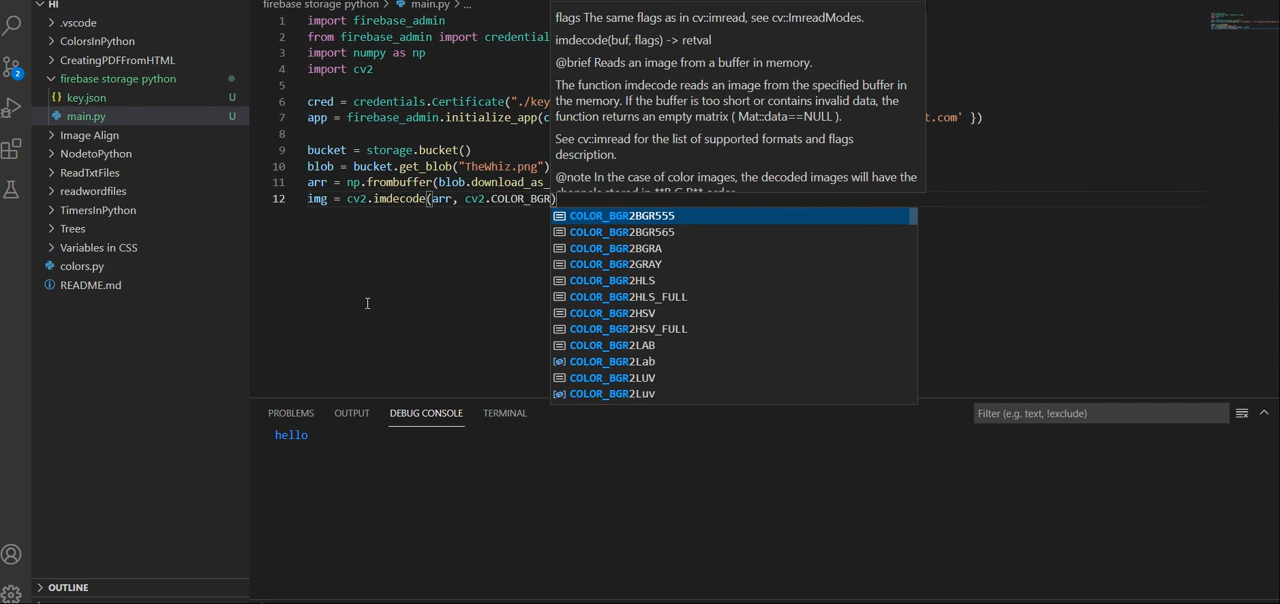 HI
.vscode
ColorsInPython
CreatingPDFFromHTML
firebase storage python
{} key.json U
main.py U
Image Align
NodetoPython
ReadTxtFiles
readwordfiles
TimersInPython
Trees
Variables in CSS
colors.py
README.md
OUTLINE
2
firebase storage python > main.py > ...
1 import firebase_admin
2 from firebase_admin import credential
3 import numpy as np
4 import cv2
5
6 cred = credentials.Certificate("./key
7 app = firebase_admin.initialize_app(c t.com' })
8
9 bucket = storage.bucket()
10 blob = bucket.get_blob("TheWhiz.png")
11 arr = np.frombuffer(blob.download_as_
12 img = cv2.imdecode(arr, cv2.COLOR_BGR)
flags The same flags as in cv::imread, see cv::ImreadModes.
imdecode(buf, flags) -> retval
@brief Reads an image from a buffer in memory.
The function imdecode reads an image from the specified buffer in
the memory. If the buffer is too short or contains invalid data, the
function returns an empty matrix ( Mat::data==NULL ).
See cv::imread for the list of supported formats and flags
description.
@note In the case of color images, the decoded images will have the
channels stored in **B G R** order.
COLOR_BGR2BGR555
COLOR_BGR2BGR565
COLOR_BGR2BGRA
COLOR_BGR2GRAY
COLOR_BGR2HLS
COLOR_BGR2HLS_FULL
COLOR_BGR2HSV
COLOR_BGR2HSV_FULL
COLOR_BGR2LAB
COLOR_BGR2Lab
COLOR_BGR2LUV
COLOR_BGR2Luv
PROBLEMS OUTPUT DEBUG CONSOLE TERMINAL Filter (e.g. text, !exclude)
hello